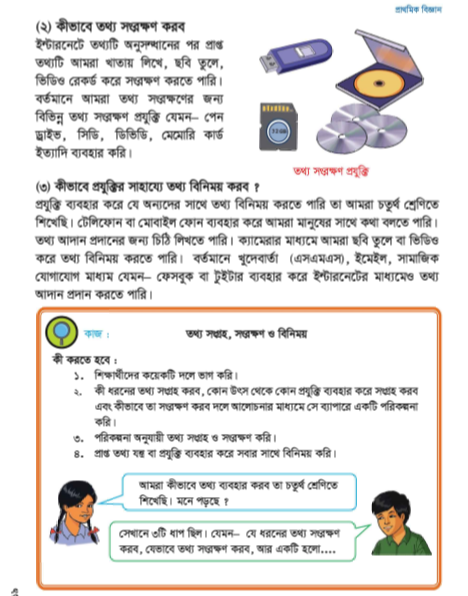 প্রাথমিক বিজ্ঞান
(২) কীভাবে তথ্য সংরক্ষণ করব
ইন্টারনেটে তথ্যটি অনুসন্ধানের পর প্রাপ্ত
তথ্যটি আমরা খাতায় লিখে, ছবি তুলে,
ভিডিও রেকর্ড করে সংরক্ষণ করতে পারি।
বর্তমানে আমরা তথ্য সংরক্ষণের জন্য
বিভিন্ন তথ্য সংরক্ষণ প্রযুক্তি যেমন– পেন
ড্রাইভ, সিডি, ডিভিডি, মেমোরি কার্ড
ইত্যাদি ব্যবহার করি।
তথ্য সংরক্ষণ প্রযুক্তি
(৩) কীভাবে প্রযুক্তির সাহায্যে তথ্য বিনিময় করব ?
প্রযুক্তি ব্যবহার করে যে অন্যদের সাথে তথ্য বিনিময় করতে পারি তা আমরা চতুর্থ শ্রেণিতে
শিখেছি। টেলিফোন বা মোবাইল ফোন ব্যবহার করে আমরা মানুষের সাথে কথা বলতে পারি।
তথ্য আদান প্রদানের জন্য চিঠি লিখতে পারি। ক্যামেরার মাধ্যমে আমরা ছবি তুলে বা ভিডিও
করে তথ্য বিনিময় করতে পারি। বর্তমানে খুদেবার্তা (এসএমএস), ইমেইল, সামাজিক
যোগাযোগ মাধ্যম যেমন– ফেসবুক বা টুইটার ব্যবহার করে ইন্টারনেটের মাধ্যমেও তথ্য
আদান প্রদান করতে পারি।
কাজ : তথ্য সংগ্রহ, সংরক্ষণ ও বিনিময়
কী করতে হবে :
১. শিক্ষার্থীদের কয়েকটি দলে ভাগ করি।
২. কী ধরনের তথ্য সংগ্রহ করব, কোন উৎস থেকে কোন প্রযুক্তি ব্যবহার করে সংগ্রহ করব
এবং কীভাবে তা সংরক্ষণ করব দলে আলোচনার মাধ্যমে সে ব্যাপারে একটি পরিকল্পনা
করি।
৩. পরিকল্পনা অনুযায়ী তথ্য সংগ্রহ ও সংরক্ষণ করি।
৪. প্রাপ্ত তথ্য যন্ত্র বা প্রযুক্তি ব্যবহার করে সবার সাথে বিনিময় করি।
আমরা কীভাবে তথ্য ব্যবহার করব তা চতুর্থ শ্রেণিতে
শিখেছি। মনে পড়ছে ?
সেখানে ৩টি ধাপ ছিল। যেমন– যে ধরনের তথ্য সংরক্ষণ
করব, যেভাবে তথ্য সংরক্ষণ করব, আর একটি হলো....